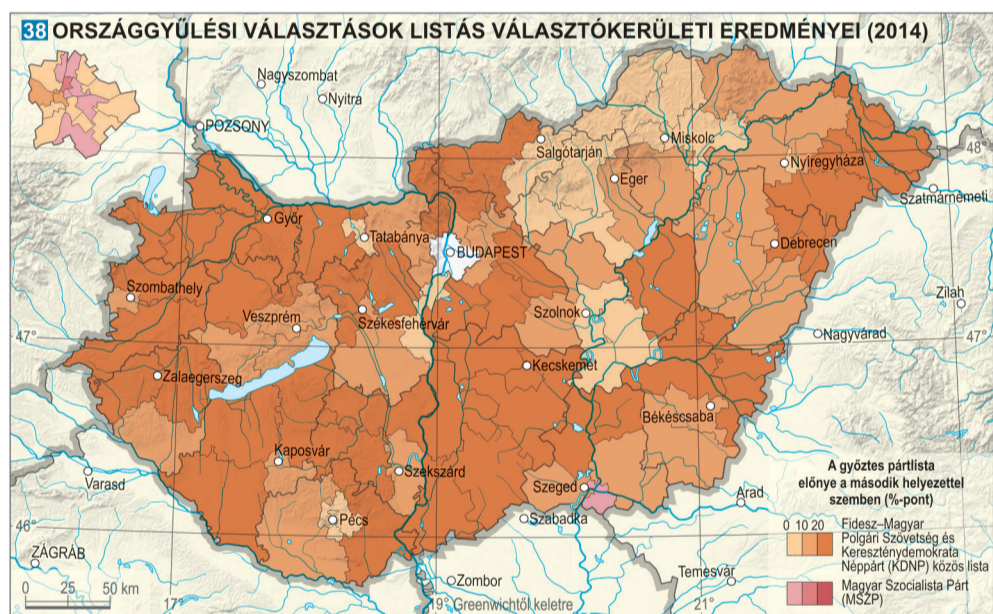 38 ORSZÁGGYŰLÉSI VÁLASZTÁSOK LISTÁS VÁLASZTÓKERÜLETI EREDMÉNYEI (2014)
Nagyszombat
Nyitra
POZSONY
Salgótarján
Miskolc
48°
Eger
Nyíregyháza
Szatmárnémeti
Győr
Tatabánya
BUDAPEST
Debrecen
Szombathely
Veszprém
Székesfehérvár
Szolnok
Zilah
47°
47°
Nagyvárad
Zalaegerszeg
Kecskemét
Békéscsaba
Kaposvár
Szekszárd
Varasd
Szeged
Arad
Pécs
Szabadka
46°
46°
ZÁGRÁB
Zombor
Temesvár
0 25 50 km
17°
19°
Greenwichtől keletre
21°
A győztes pártlista
előnye a második helyezettel
szemben (%-pont)
0 10 20
Fidesz–Magyar
Polgári Szövetség és
Kereszténydemokrata
Néppárt (KDNP) közös lista
Magyar Szocialista Párt
(MSZP)